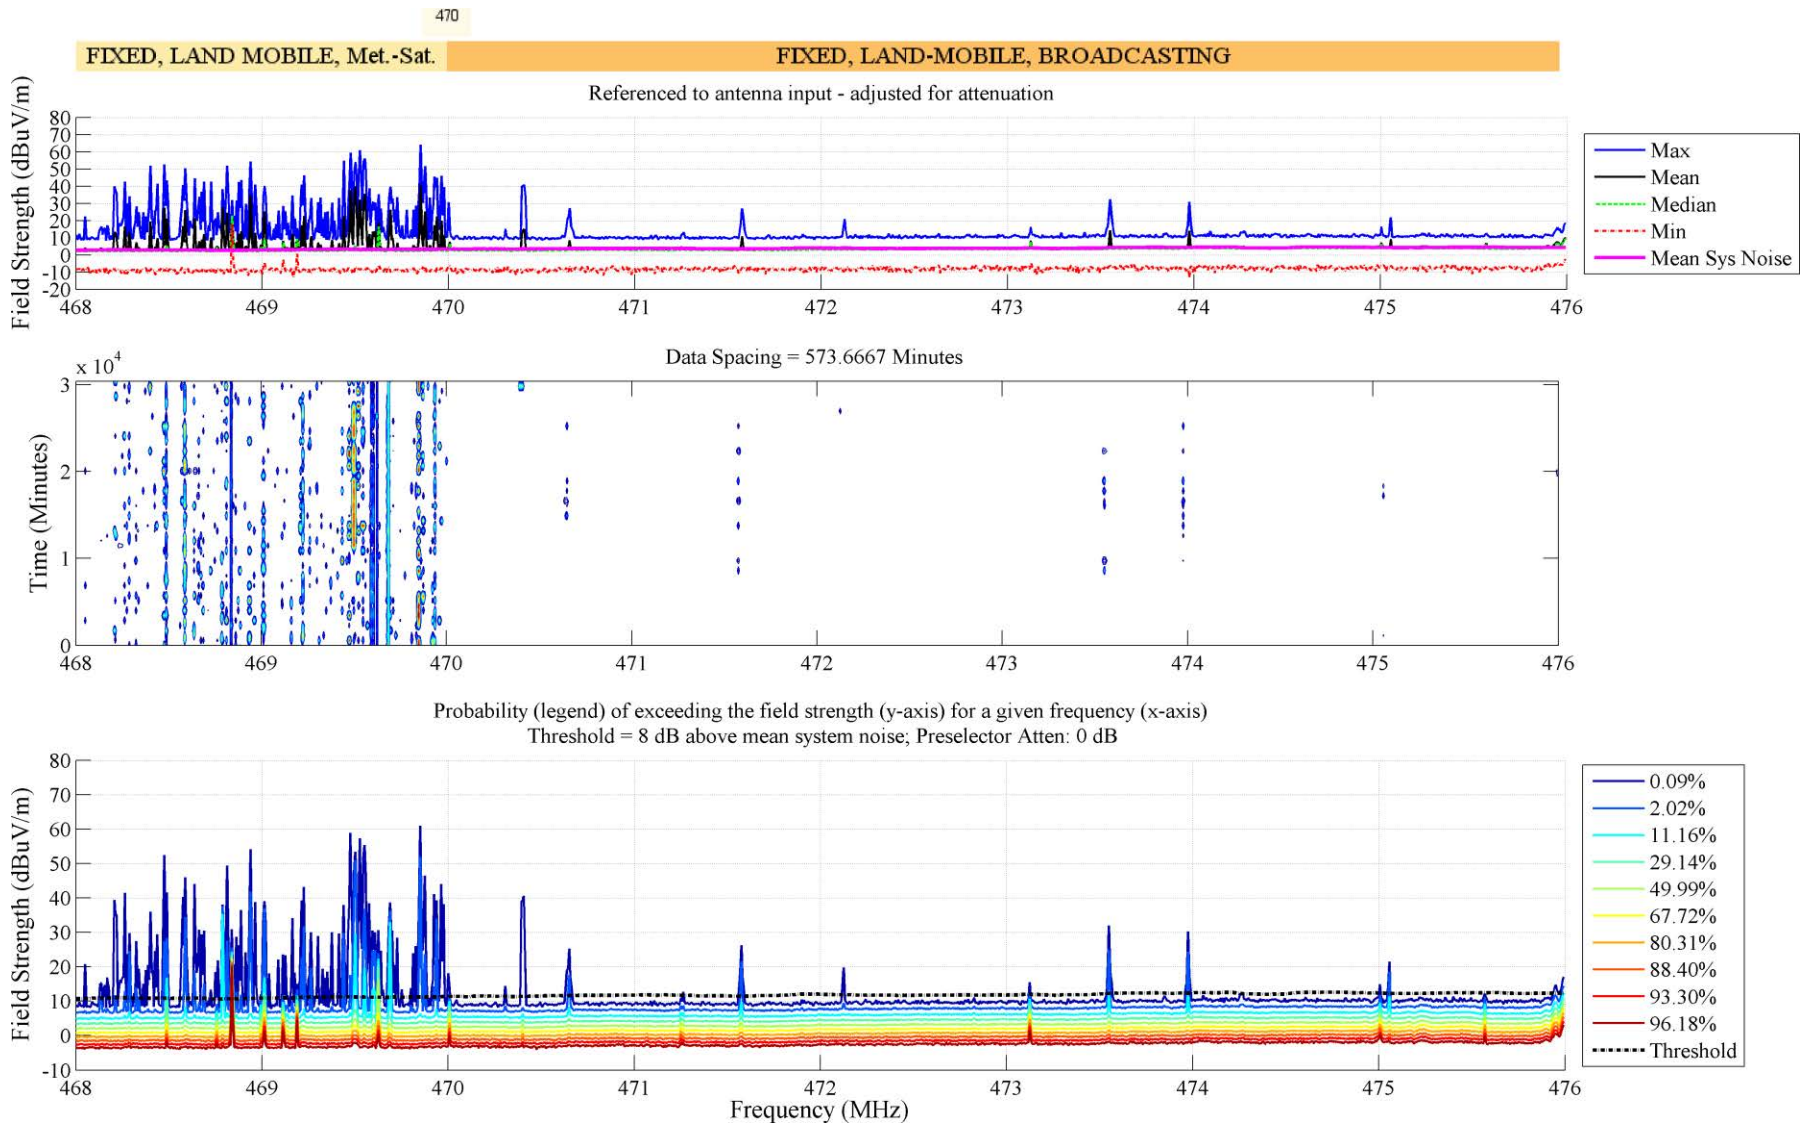 470
FIXED, LAND MOBILE, Met.-Sat. FIXED, LAND-MOBILE, BROADCASTING
Referenced to antenna input - adjusted for attenuation
Field Strength (dBuV/m)
80
70
60
50
40
30
20
10
0
-10
-20
468 469 470 471 472 473 474 475 476
Max
Mean
Median
Min
Mean Sys Noise
Data Spacing = 573.6667 Minutes
x 10^4
Time (Minutes)
3
2
1
0
468 469 470 471 472 473 474 475 476
Probability (legend) of exceeding the field strength (y-axis) for a given frequency (x-axis)
Threshold = 8 dB above mean system noise; Preselector Atten: 0 dB
Field Strength (dBuV/m)
80
70
60
50
40
30
20
10
0
-10
468 469 470 471 472 473 474 475 476
Frequency (MHz)
0.09%
2.02%
11.16%
29.14%
49.99%
67.72%
80.31%
88.40%
93.30%
96.18%
Threshold